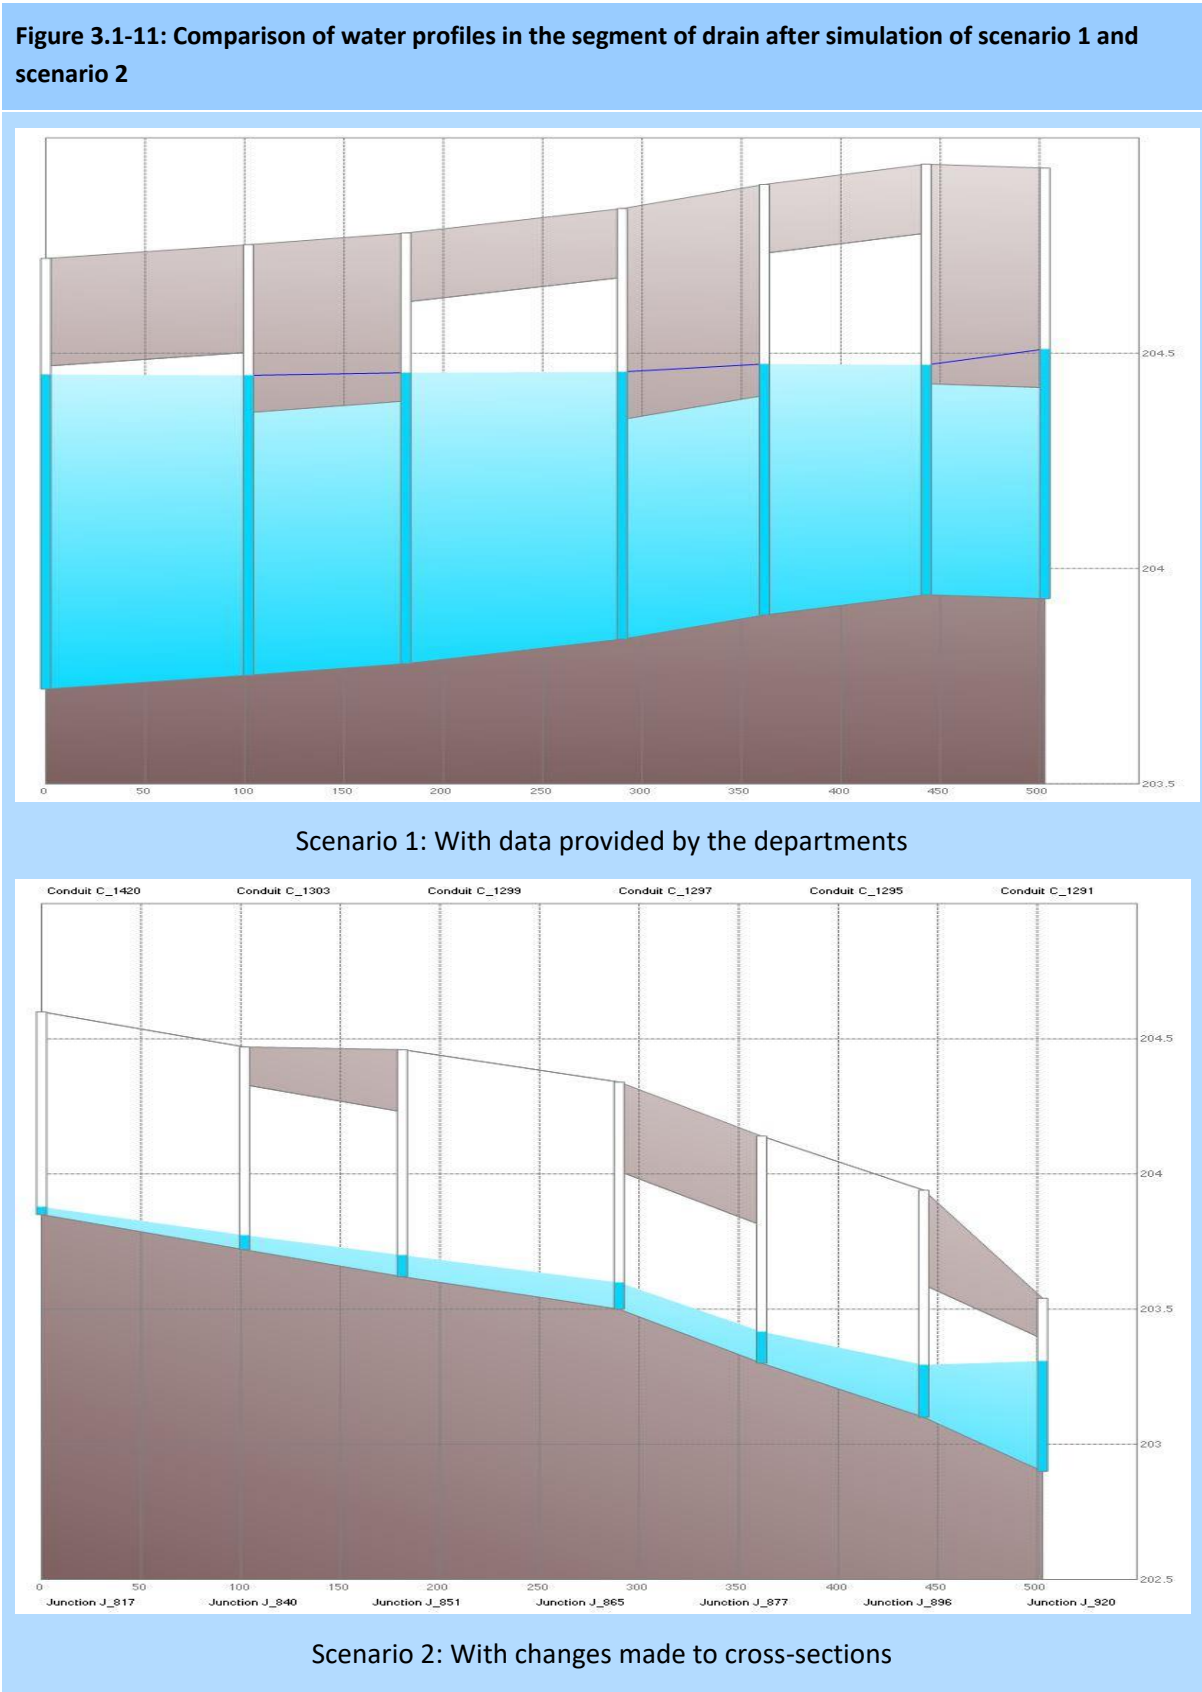 Figure 3.1-11: Comparison of water profiles in the segment of drain after simulation of scenario 1 and
scenario 2
204.5
204
203.5
0 50 100 150 200 250 300 350 400 450 500
Scenario 1: With data provided by the departments
Conduit C_1420 Conduit C_1303 Conduit C_1299 Conduit C_1297 Conduit C_1295 Conduit C_1291
204.5
204
203.5
203
202.5
0 50 100 150 200 250 300 350 400 450 500
Junction J_817 Junction J_840 Junction J_851 Junction J_865 Junction J_877 Junction J_896 Junction J_920
Scenario 2: With changes made to cross-sections